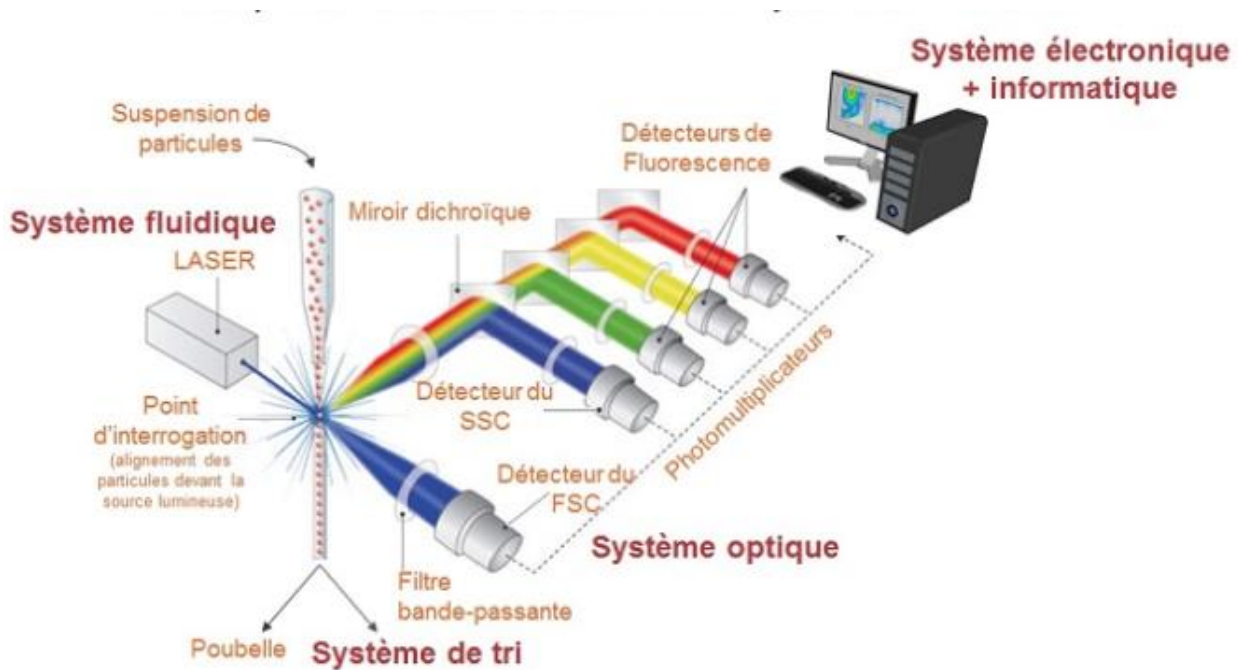 Système électronique
+ informatique
Suspension de
particules
Détecteurs de
Fluorescence
Miroir dichroïque
Système fluidique
LASER
Point
d'interrogation
(alignement des
particules devant la
source lumineuse)
Détecteur du
SSC
Photomultiplicateurs
Détecteur du
FSC
Système optique
Filtre
bande-passante
Poubelle
Système de tri